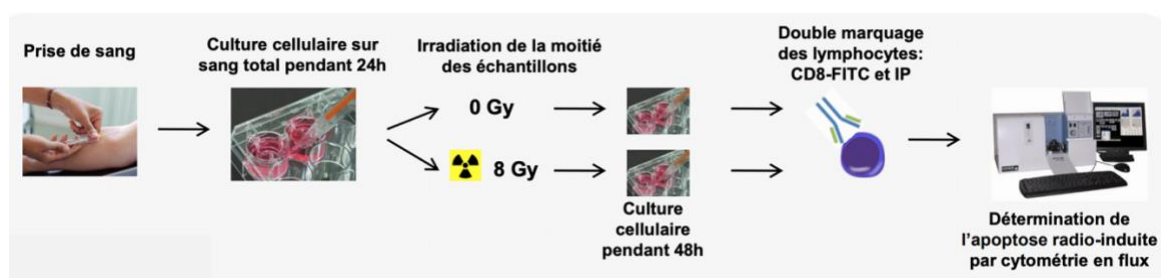 Prise de sang
Culture cellulaire sur
sang total pendant 24h
Irradiation de la moitié
des échantillons
0 Gy
8 Gy
Culture
cellulaire
pendant 48h
Double marquage
des lymphocytes:
CD8-FITC et IP
Détermination de
l’apoptose radio-induite
par cytométrie en flux